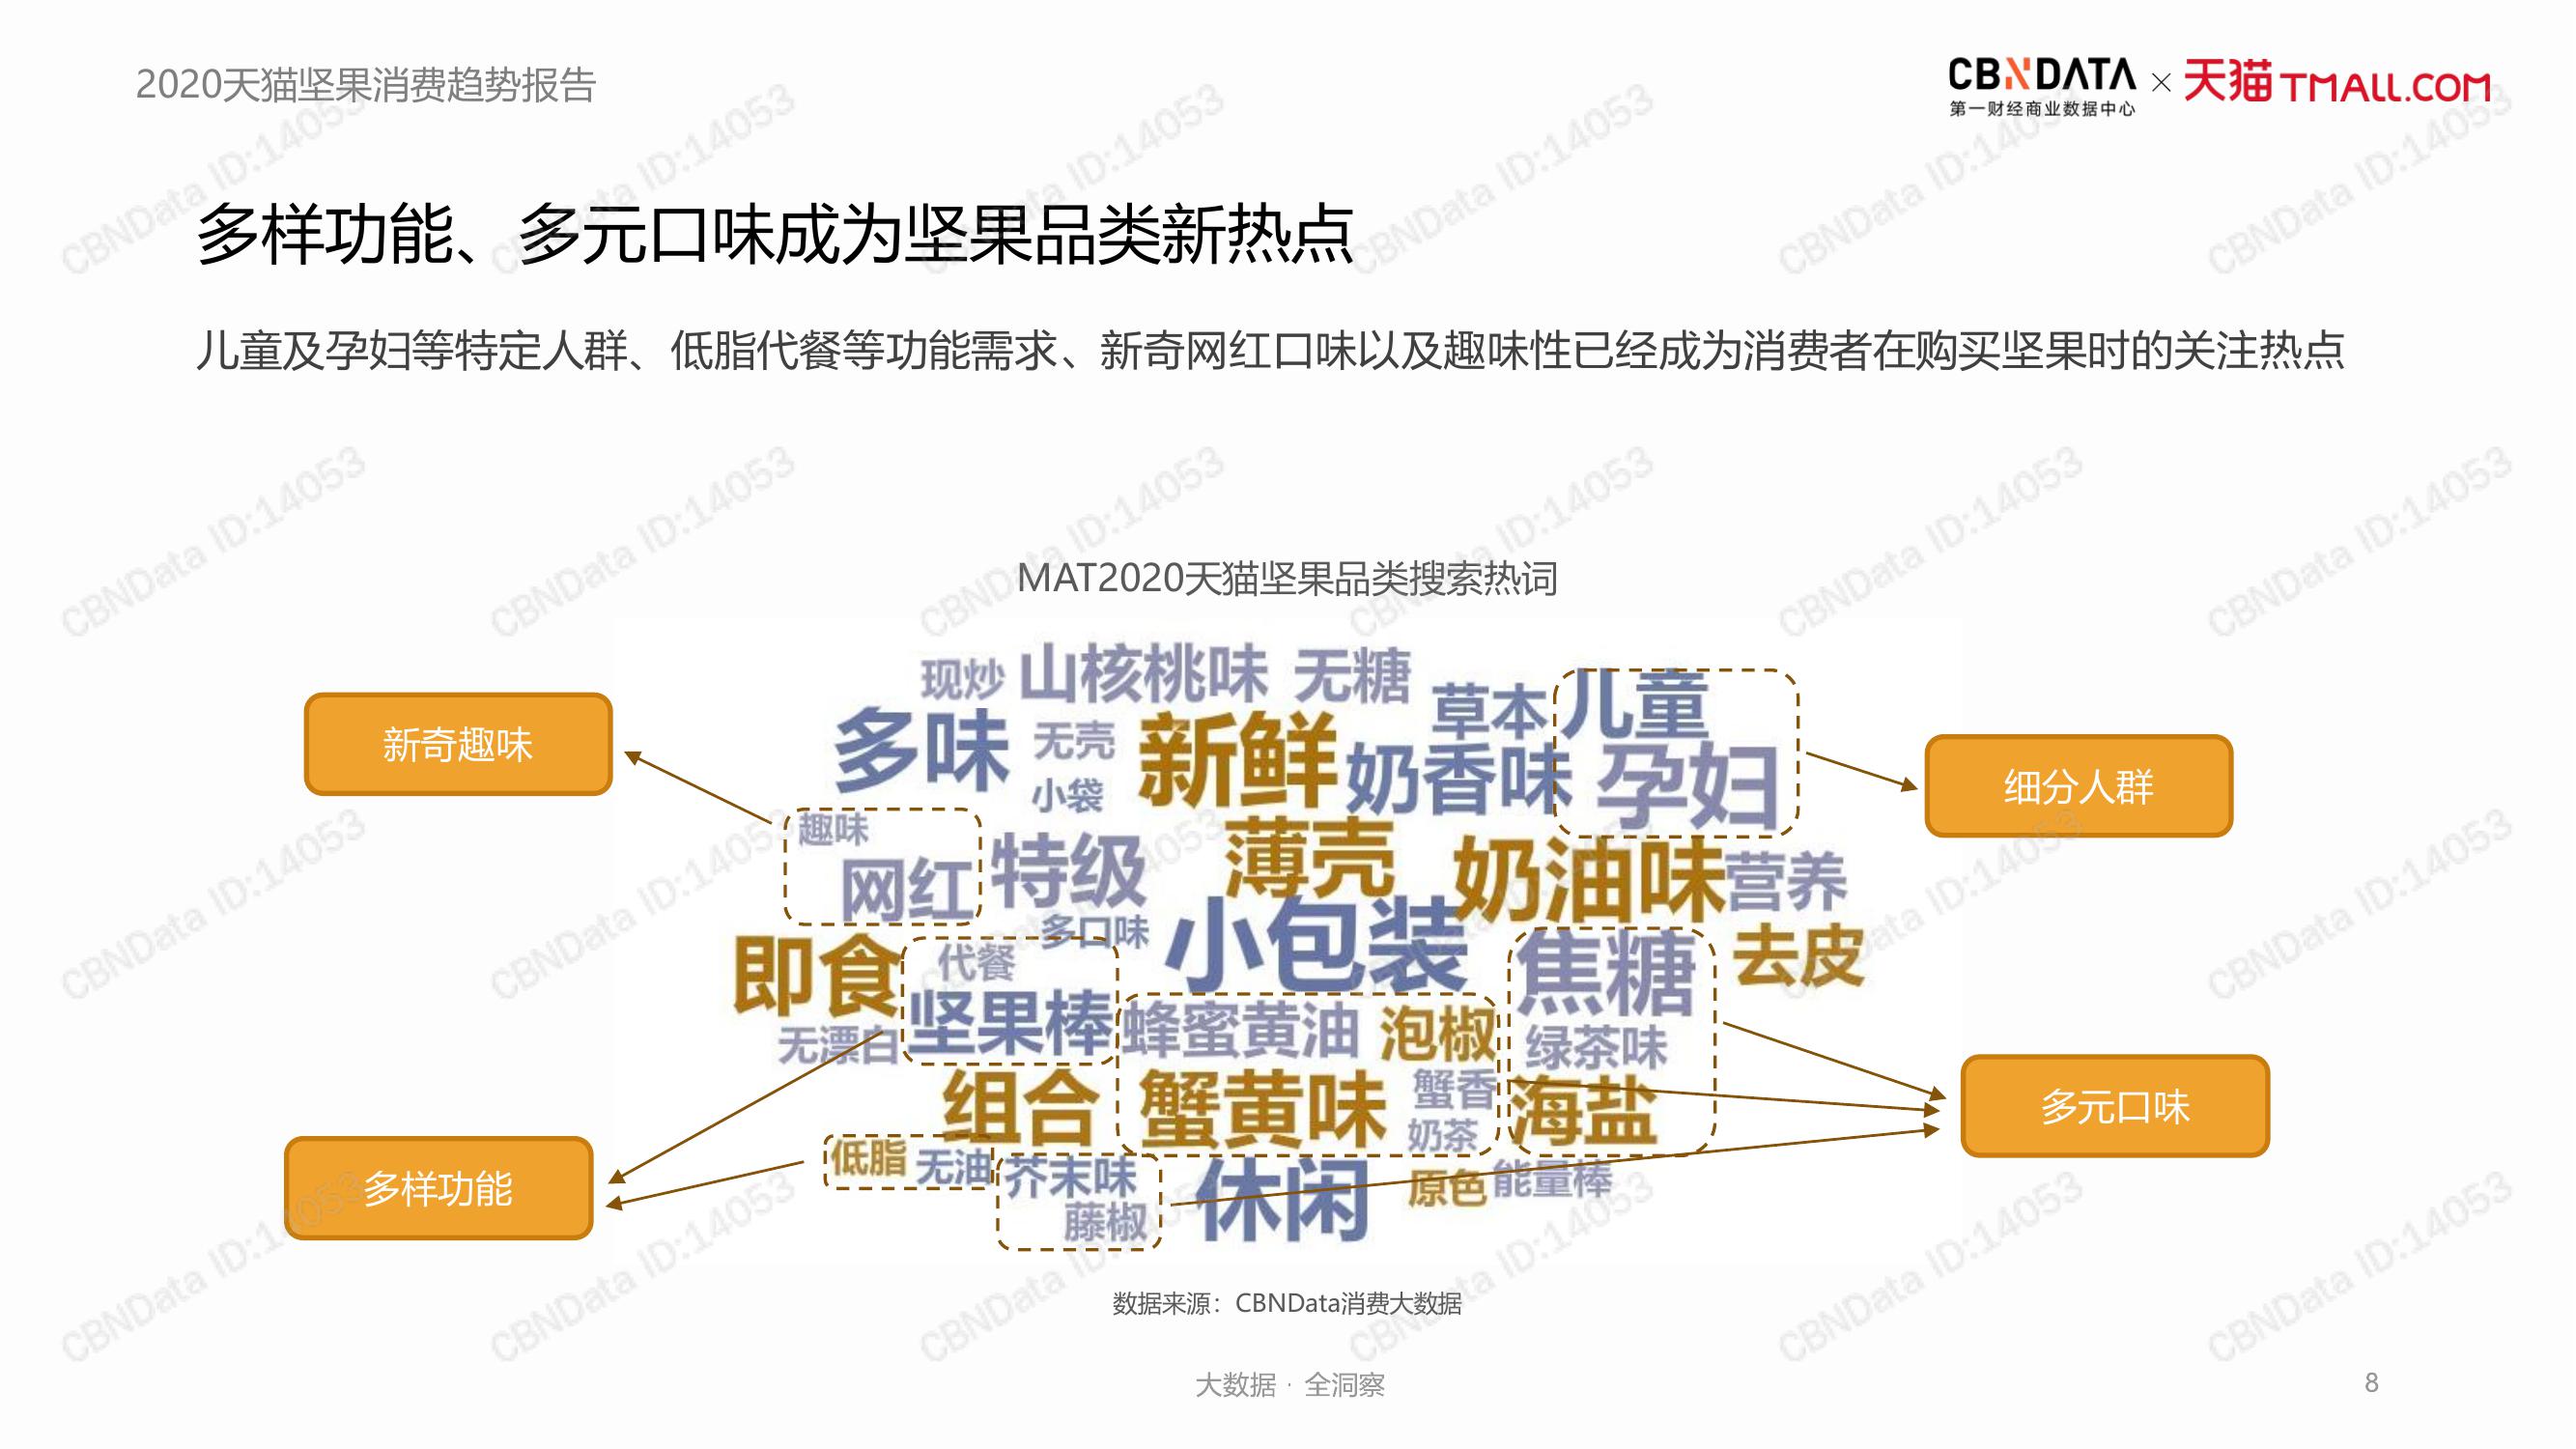 2020天猫坚果消费趋势报告
CBNDATA × 天猫 TMALL.COM
第一财经商业数据中心
多样功能、多元口味成为坚果品类新热点
儿童及孕妇等特定人群、低脂代餐等功能需求、新奇网红口味以及趣味性已经成为消费者在购买坚果时的关注热点
MAT2020天猫坚果品类搜索热词
新奇趣味
细分人群
多样功能
多元口味
现炒 山核桃味 无糖
草本 儿童
多味 无壳 新鲜 奶香味 孕妇
小袋
趣味
网红 特级 薄壳 奶油味 营养
多口味 小包装
即食 代餐 焦糖 去皮
无漂白 坚果棒 蜂蜜黄油 泡椒 绿茶味
组合 蟹黄味 蟹香 海盐
奶茶
低脂 无油 芥末味 休闲 原色 能量棒
藤椒
数据来源：CBNData消费大数据
大数据 · 全洞察
8
CBNData ID:14053